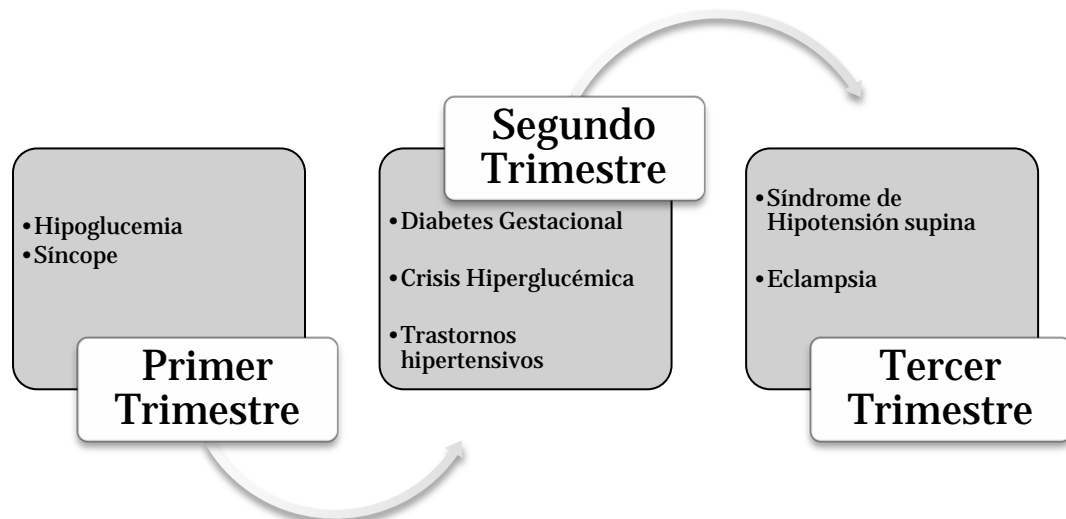 •Hipoglucemia
•Síncope
Primer
Trimestre
Segundo
Trimestre
•Diabetes Gestacional
•Crisis Hiperglucémica
•Trastornos
hipertensivos
•Síndrome de
Hipotensión supina
•Eclampsia
Tercer
Trimestre